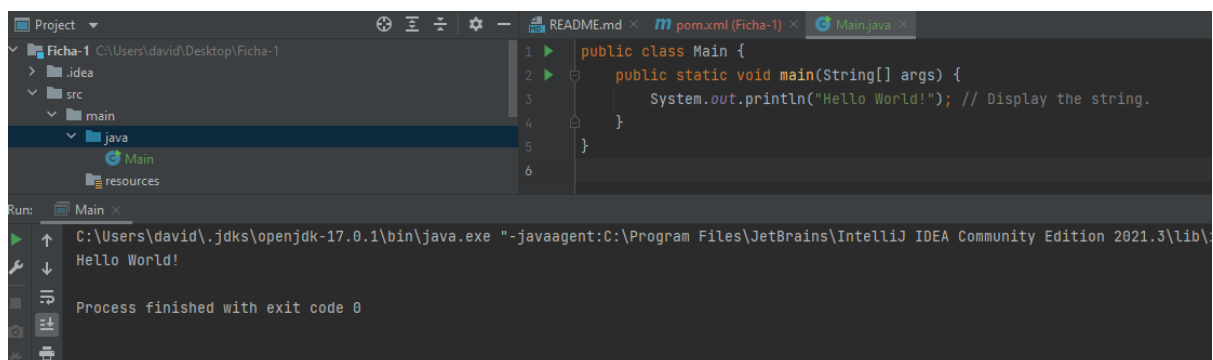 Project
README.md
pom.xml (Ficha-1)
Main.java
Ficha-1 C:\Users\david\Desktop\Ficha-1
.idea
src
main
java
Main
resources
1 public class Main {
2 public static void main(String[] args) {
3 System.out.println("Hello World!"); // Display the string.
4 }
5 }
6
Run: Main
C:\Users\david\.jdks\openjdk-17.0.1\bin\java.exe "-javaagent:C:\Program Files\JetBrains\IntelliJ IDEA Community Edition 2021.3\lib\
Hello World!
Process finished with exit code 0